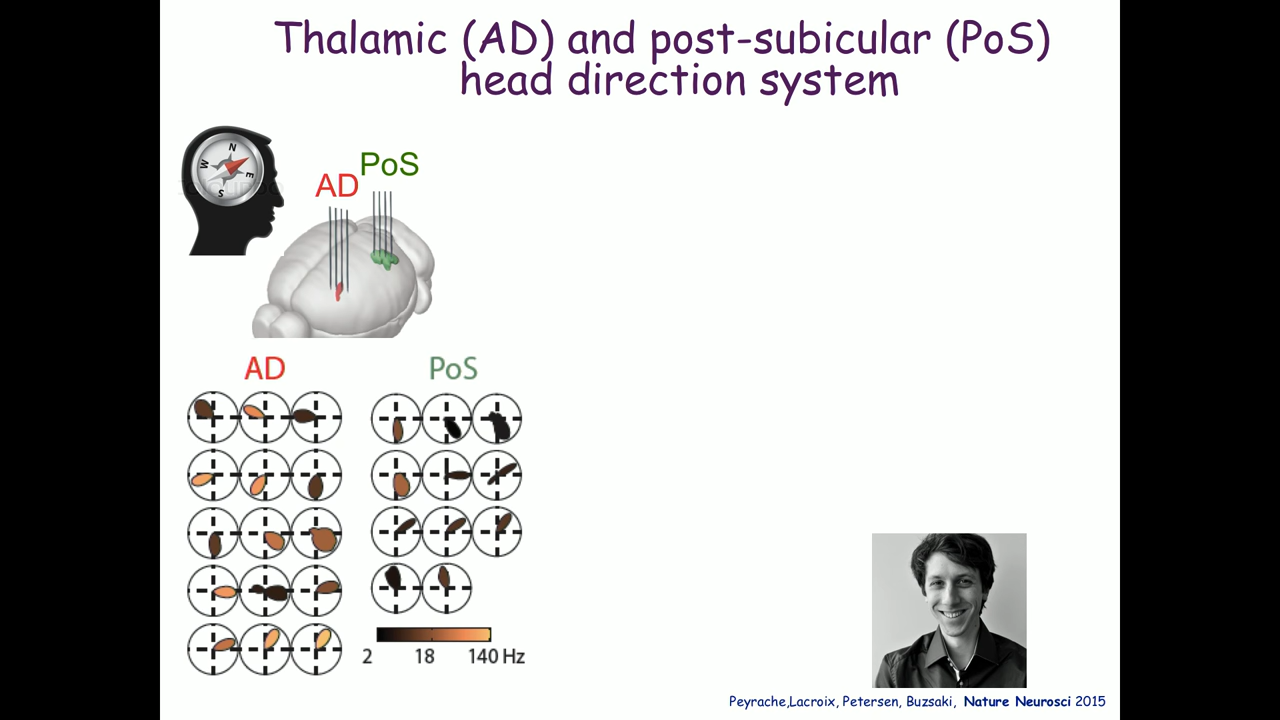 Thalamic (AD) and post-subicular (PoS)
head direction system
N
W
E
S
PoS
AD
AD
PoS
2 18 140 Hz
Peyrache,Lacroix, Petersen, Buzsaki, Nature Neurosci 2015